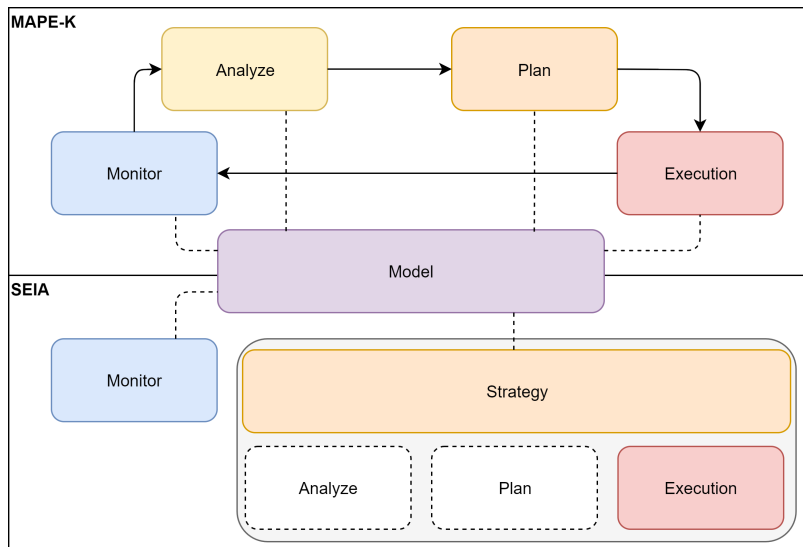 MAPE-K
Analyze
Plan
Monitor
Execution
Model
SEIA
Monitor
Strategy
Analyze
Plan
Execution